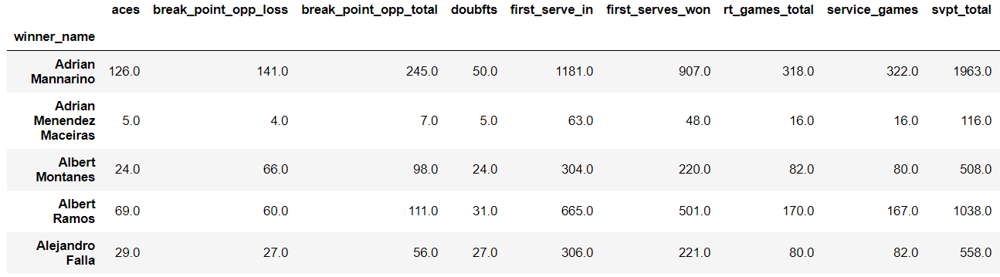 aces break_point_opp_loss break_point_opp_total doubfts first_serve_in first_serves_won rt_games_total service_games svpt_total
winner_name
Adrian
Mannarino 126.0 141.0 245.0 50.0 1181.0 907.0 318.0 322.0 1963.0
Adrian
Menendez 5.0 4.0 7.0 5.0 63.0 48.0 16.0 16.0 116.0
Maceiras
Albert
Montanes 24.0 66.0 98.0 24.0 304.0 220.0 82.0 80.0 508.0
Albert
Ramos 69.0 60.0 111.0 31.0 665.0 501.0 170.0 167.0 1038.0
Alejandro
Falla 29.0 27.0 56.0 27.0 306.0 221.0 80.0 82.0 558.0